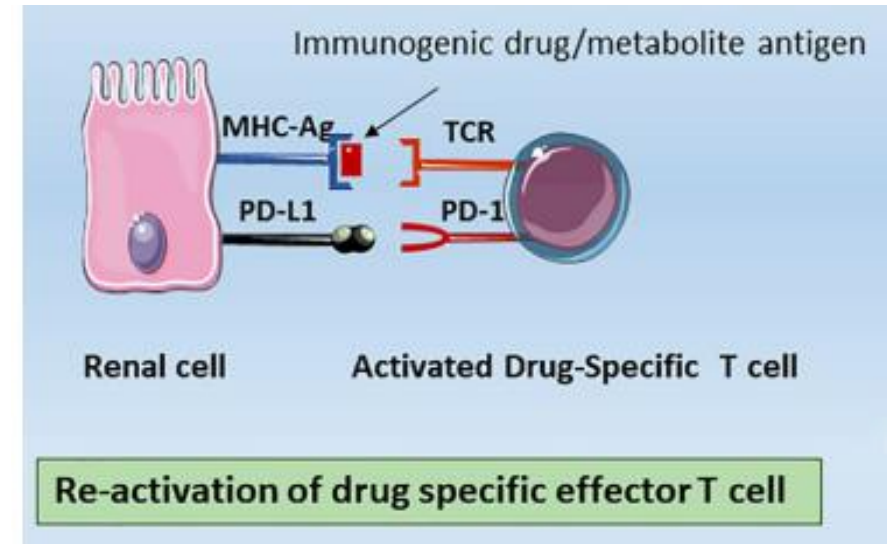 Immunogenic drug/metabolite antigen
MHC-Ag
TCR
PD-L1
PD-1
Renal cell
Activated Drug-Specific T cell
Re-activation of drug specific effector T cell